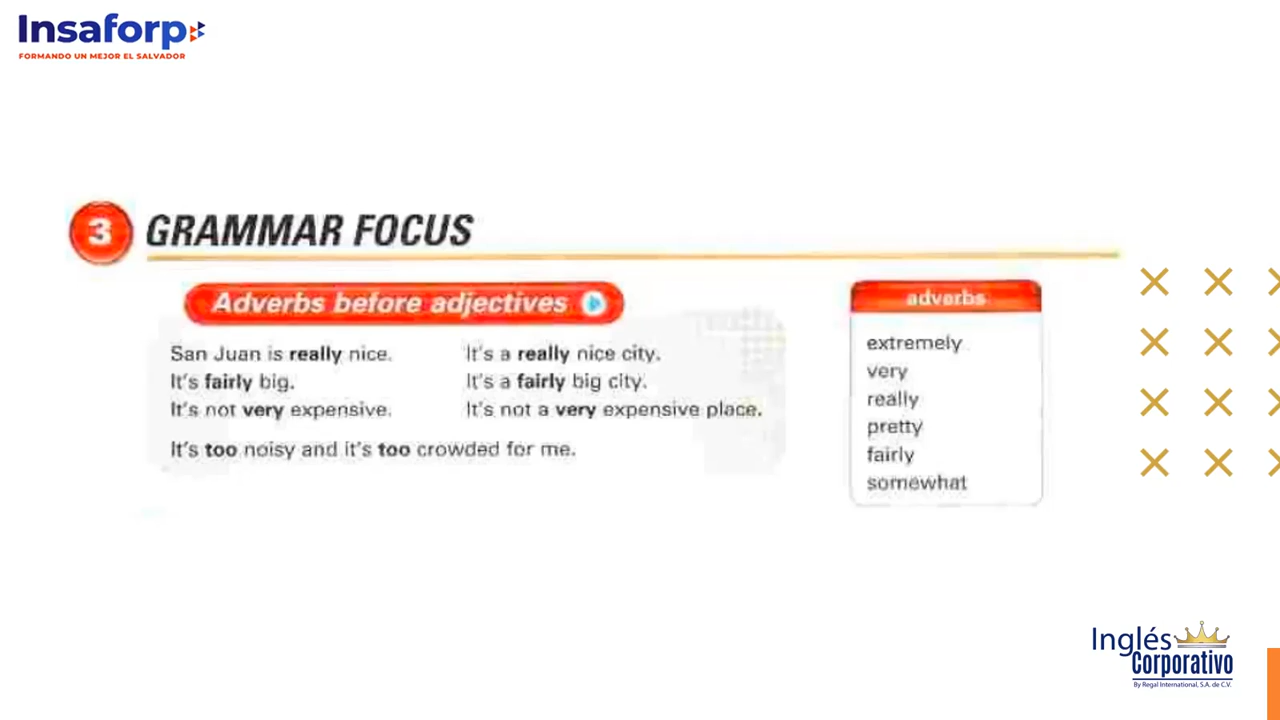 Insaforp
FORMANDO UN MEJOR EL SALVADOR
3 GRAMMAR FOCUS
Adverbs before adjectives
San Juan is really nice. It's a really nice city.
It's fairly big. It's a fairly big city.
It's not very expensive. It's not a very expensive place.
It's too noisy and it's too crowded for me.
adverbs
extremely
very
really
pretty
fairly
somewhat
Inglés
Corporativo
By Regal International, S.A. de C.V.